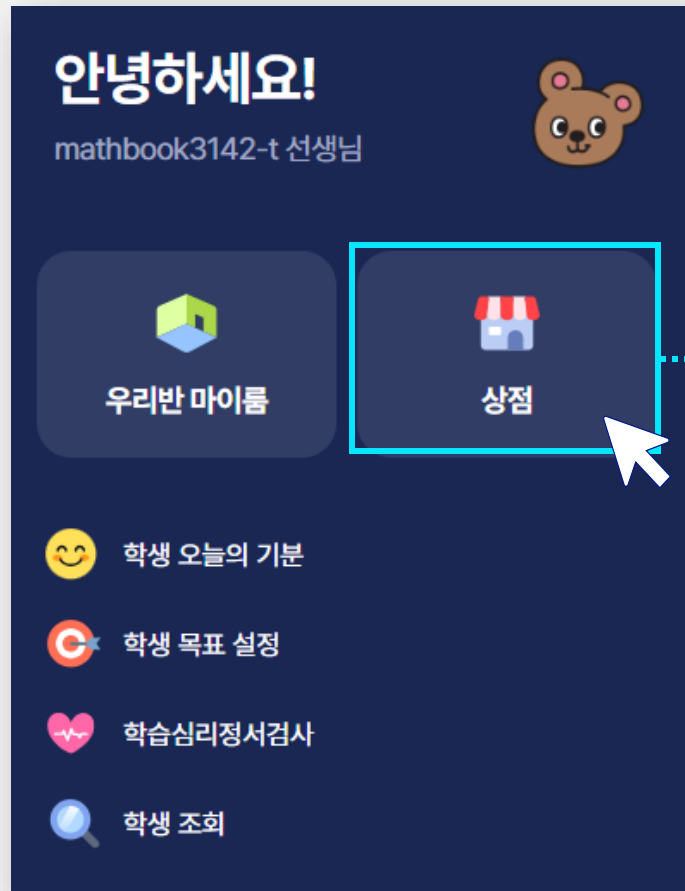 안녕하세요!
mathbook3142-t 선생님
우리반 마이룸
상점
학생 오늘의 기분
학생 목표 설정
학습심리정서검사
학생 조회